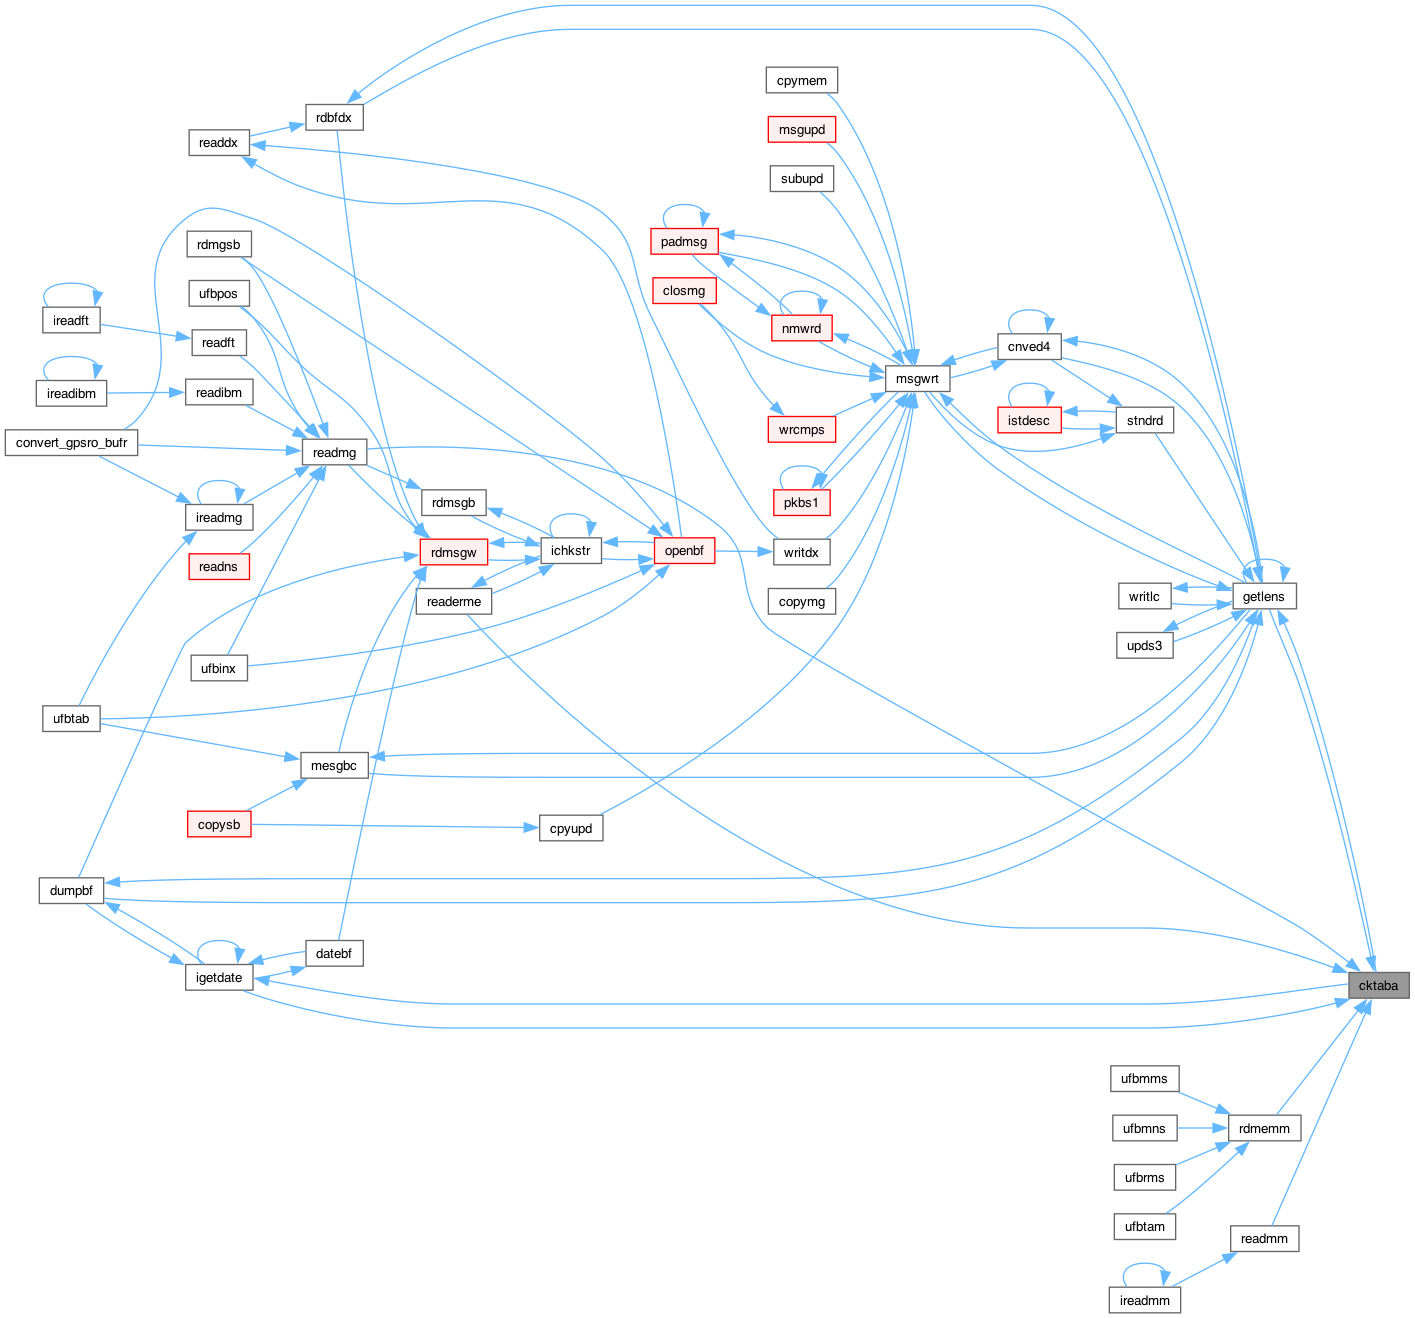 rdbfdx
readdx
cpymem
msgupd
subupd
padmsg
rdmgsb
closmg
ufbpos
ireadft
nmwrd
readft
cnved4
msgwrt
ireadibm
readibm
istdesc
stndrd
wrcmps
convert_gpsro_bufr
readmg
rdmsgb
pkbs1
ireadmg
rdmsgw
ichkstr
openbf
writdx
readns
readerme
copymg
writlc
getlens
upds3
ufbinx
ufbtab
mesgbc
copysb
cpyupd
dumpbf
datebf
igetdate
cktaba
ufbmms
ufbmns
rdmemm
ufbrms
ufbtam
readmm
ireadmm